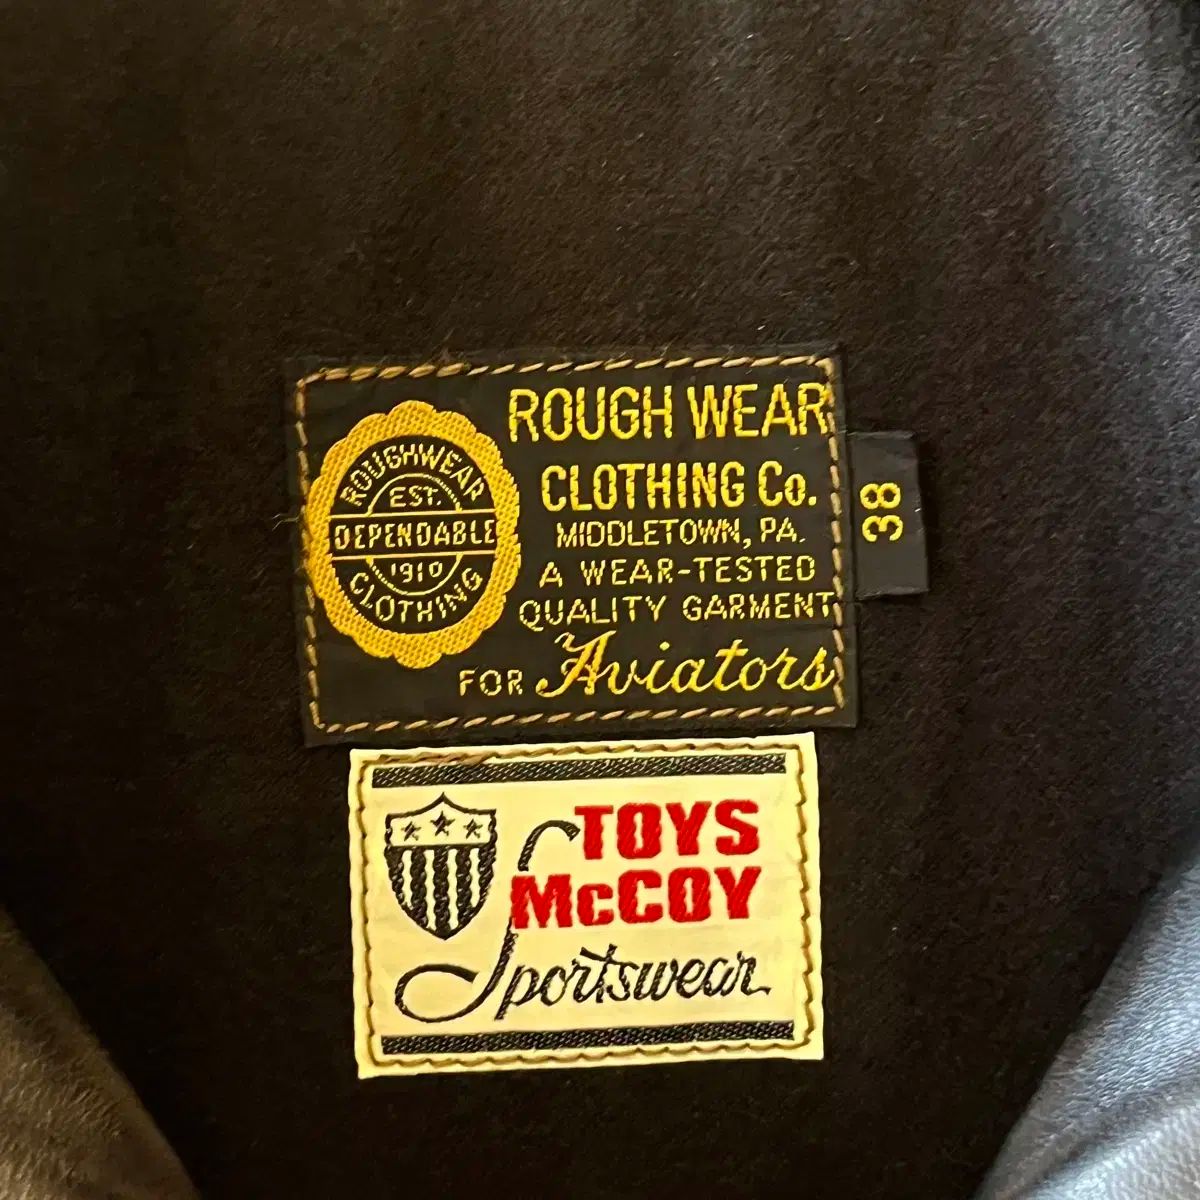 ROUGHWEAR
EST.
DEPENDABLE
1910
CLOTHING
ROUGH WEAR
CLOTHING Co.
MIDDLETOWN, PA.
A WEAR-TESTED
QUALITY GARMENT
FOR Aviators
38
TOYS
McCOY
Sportswear